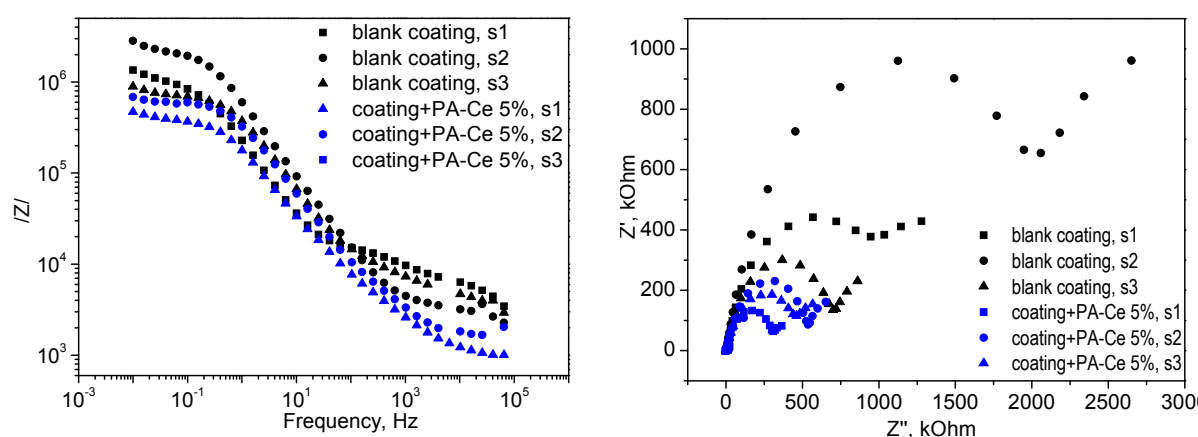 blank coating, s1
blank coating, s2
blank coating, s3
coating+PA-Ce 5%, s1
coating+PA-Ce 5%, s2
coating+PA-Ce 5%, s3
/Z/
10^6
10^5
10^4
10^3
10^-3
10^-1
10^1
10^3
10^5
Frequency, Hz
Z', kOhm
1000
800
600
400
200
0
blank coating, s1
blank coating, s2
blank coating, s3
coating+PA-Ce 5%, s1
coating+PA-Ce 5%, s2
coating+PA-Ce 5%, s3
0
500
1000
1500
2000
2500
300
Z'', kOhm